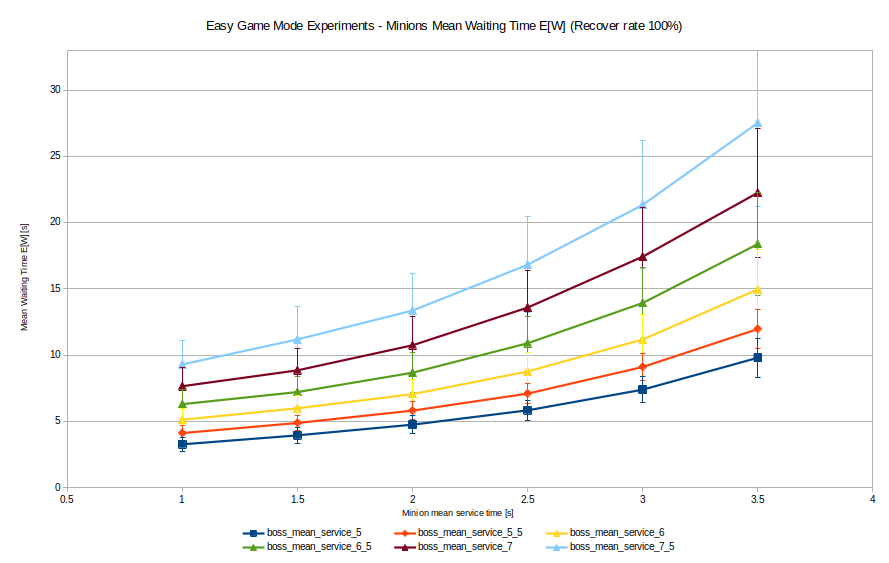 Easy Game Mode Experiments - Minions Mean Waiting Time E[W] (Recover rate 100%)
Mean Waiting Time E[W] [s]
30
25
20
15
10
5
0
0.5 1 1.5 2 2.5 3 3.5 4
Minion mean service time [s]
boss_mean_service_5 boss_mean_service_5_5 boss_mean_service_6
boss_mean_service_6_5 boss_mean_service_7 boss_mean_service_7_5